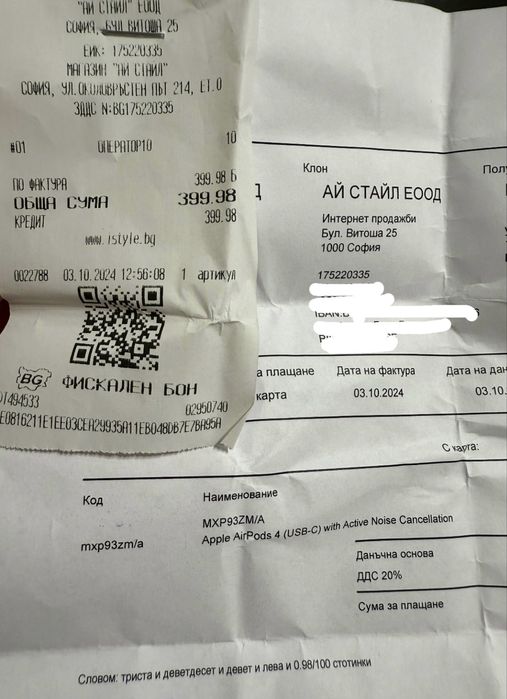 "АЙ СТАЙЛ" ЕООД
СОФИЯ, БУЛ.ВИТОША 25
ЕИК: 175220335
МАГАЗИН "АЙ СТАЙЛ"
СОФИЯ, УЛ.ОКОЛОВРЪСТЕН ПЪТ 214, ЕТ.0
ЗДДС N:BG175220335
#01 ОПЕРАТОР10 10
ПО ФАКТУРА 399.98 Б
ОБЩА СУМА 399.98
КРЕДИТ 399.98
www.istyle.bg
0022788 03.10.2024 12:56:08 1 артикул
BG ФИСКАЛЕН БОН
02950740
Клон
АЙ СТАЙЛ ЕООД
Интернет продажби
Бул. Витоша 25
1000 София
175220335
а плащане Дата на фактура Дата на дан
карта 03.10.2024 03.10.
С карта:
Код Наименование
MXP93ZM/A
mxp93zm/a Apple AirPods 4 (USB-C) with Active Noise Cancellation
Данъчна основа
ДДС 20%
Сума за плащане
Словом: триста и деветдесет и девет и лева и 0.98/100 стотинки